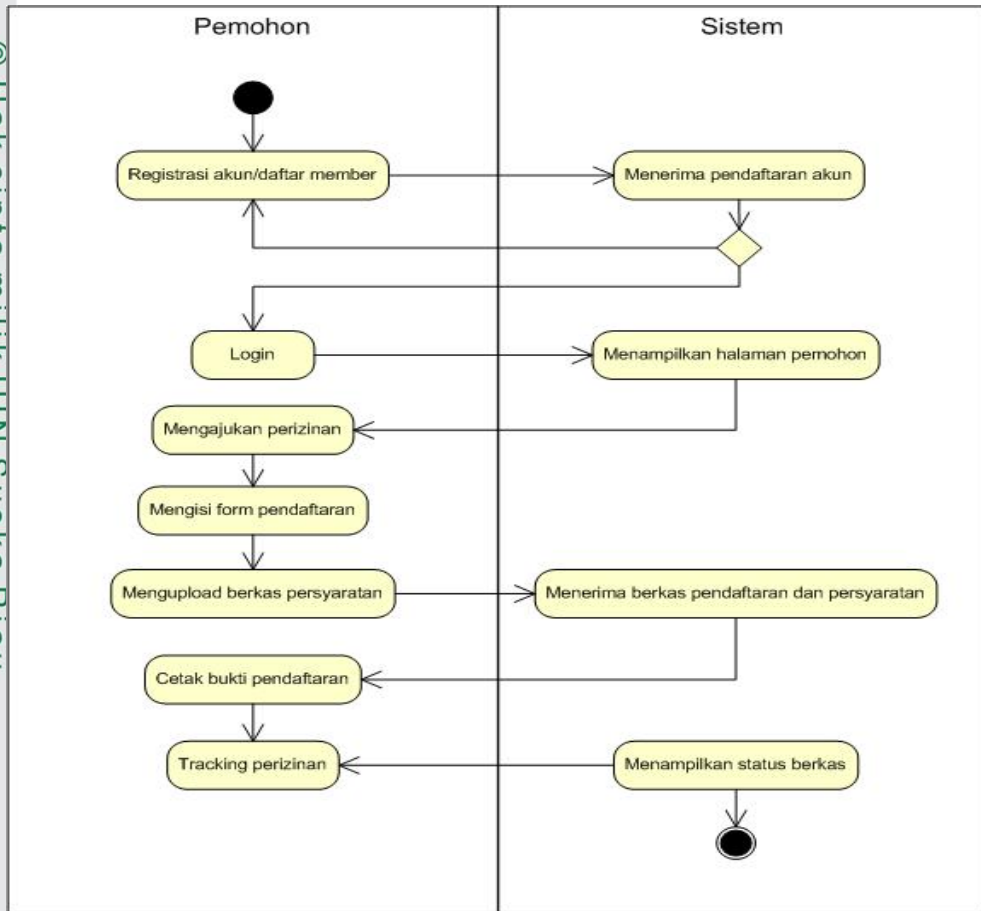 Pemohon
Sistem
Registrasi akun/daftar member
Menerima pendaftaran akun
Login
Menampilkan halaman pemohon
Mengajukan perizinan
Mengisi form pendaftaran
Mengupload berkas persyaratan
Menerima berkas pendaftaran dan persyaratan
Cetak bukti pendaftaran
Tracking perizinan
Menampilkan status berkas